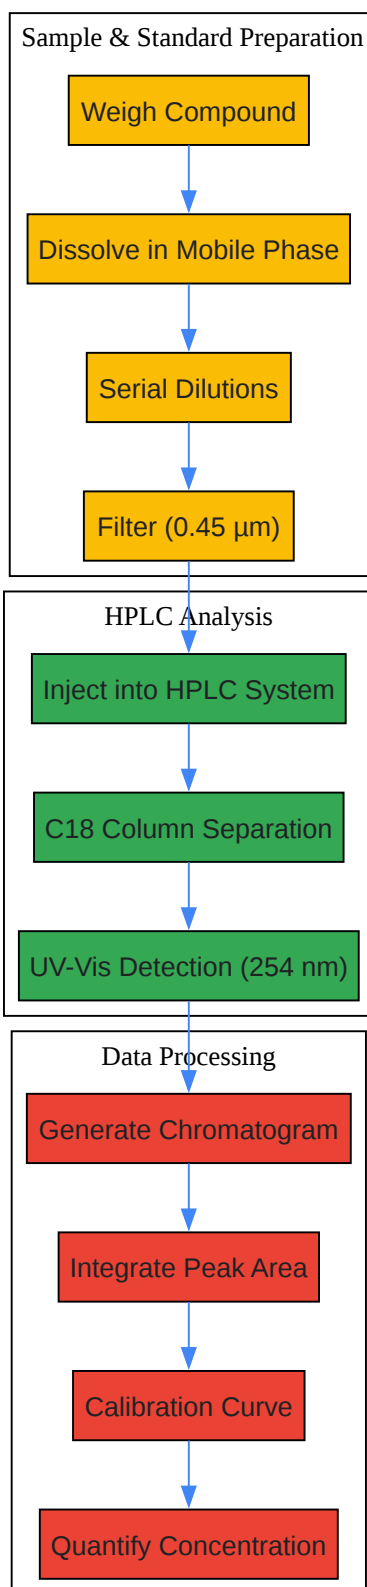 Sample & Standard Preparation
Weigh Compound
Dissolve in Mobile Phase
Serial Dilutions
Filter (0.45 µm)
HPLC Analysis
Inject into HPLC System
C18 Column Separation
UV-Vis Detection (254 nm)
Data Processing
Generate Chromatogram
Integrate Peak Area
Calibration Curve
Quantify Concentration